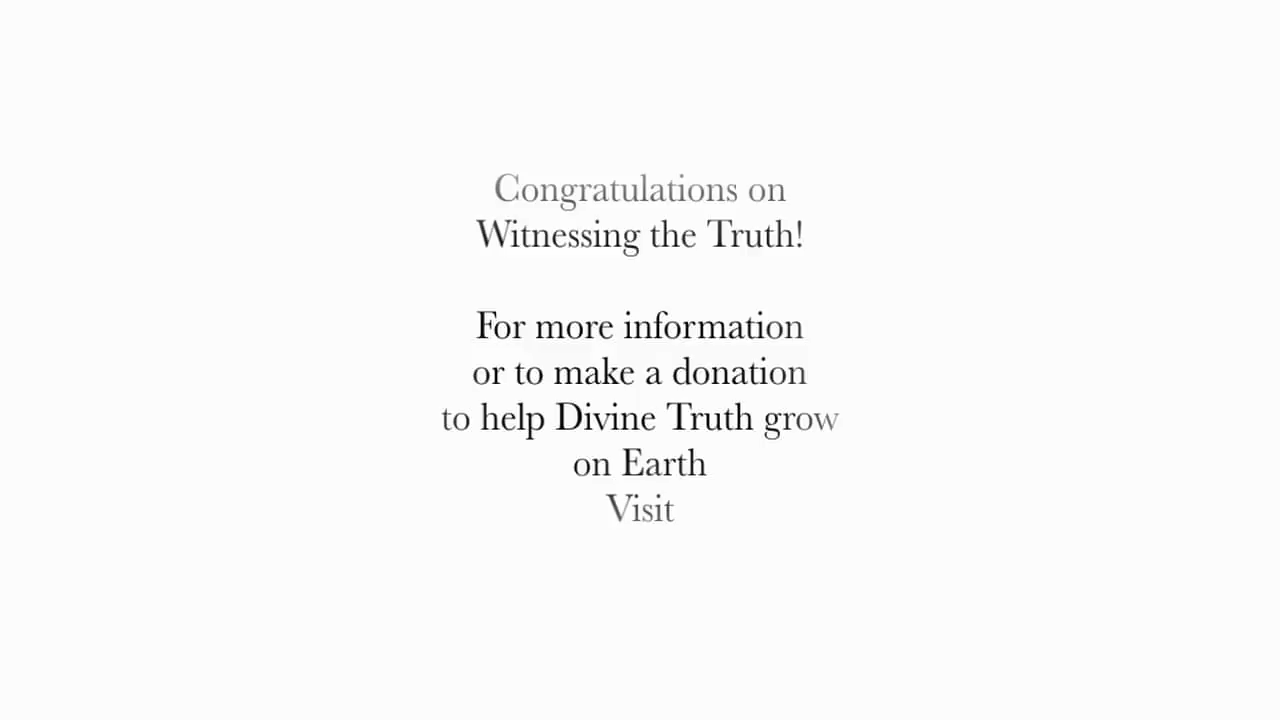 Congratulations on
Witnessing the Truth!
For more information
or to make a donation
to help Divine Truth grow
on Earth
Visit